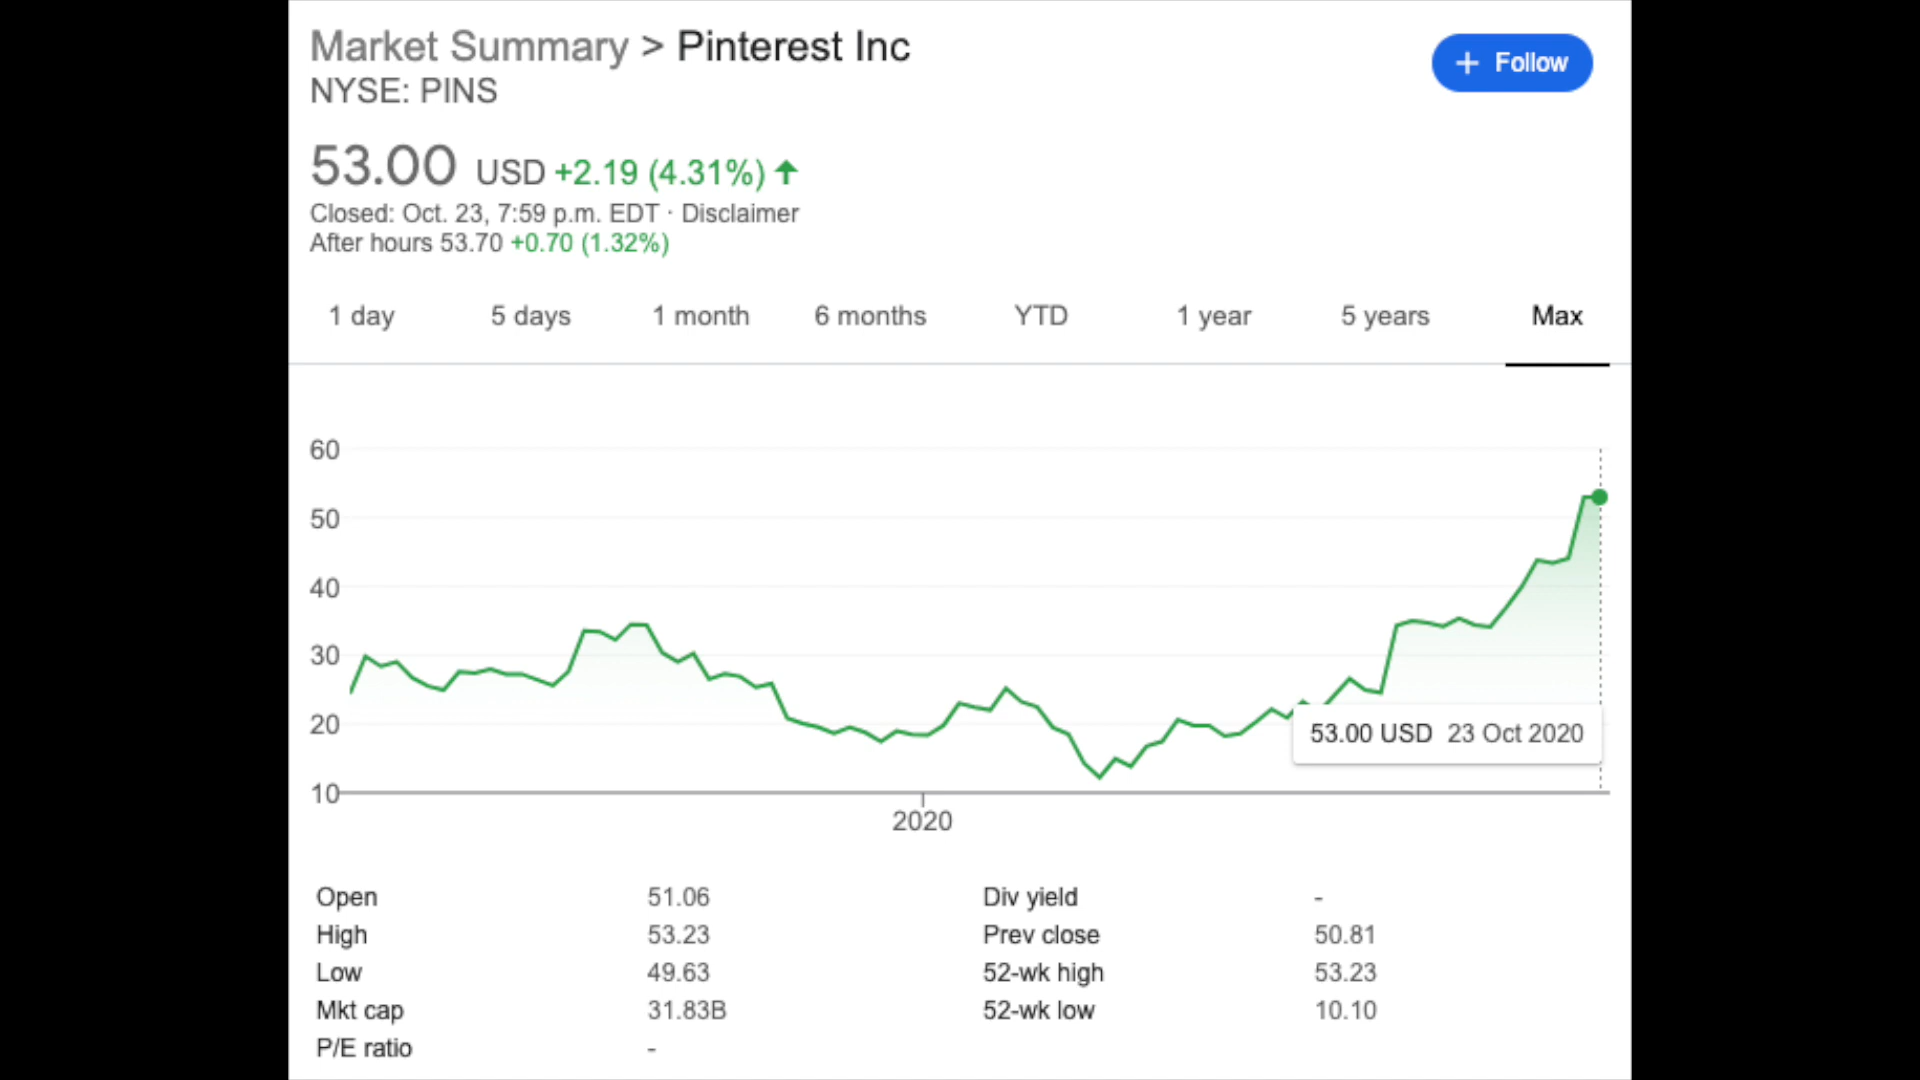 Market Summary > Pinterest Inc
NYSE: PINS
+ Follow
53.00 USD +2.19 (4.31%)
Closed: Oct. 23, 7:59 p.m. EDT · Disclaimer
After hours 53.70 +0.70 (1.32%)
1 day 5 days 1 month 6 months YTD 1 year 5 years Max
60
50
40
30
20
10
53.00 USD 23 Oct 2020
2020
Open 51.06 Div yield -
High 53.23 Prev close 50.81
Low 49.63 52-wk high 53.23
Mkt cap 31.83B 52-wk low 10.10
P/E ratio -